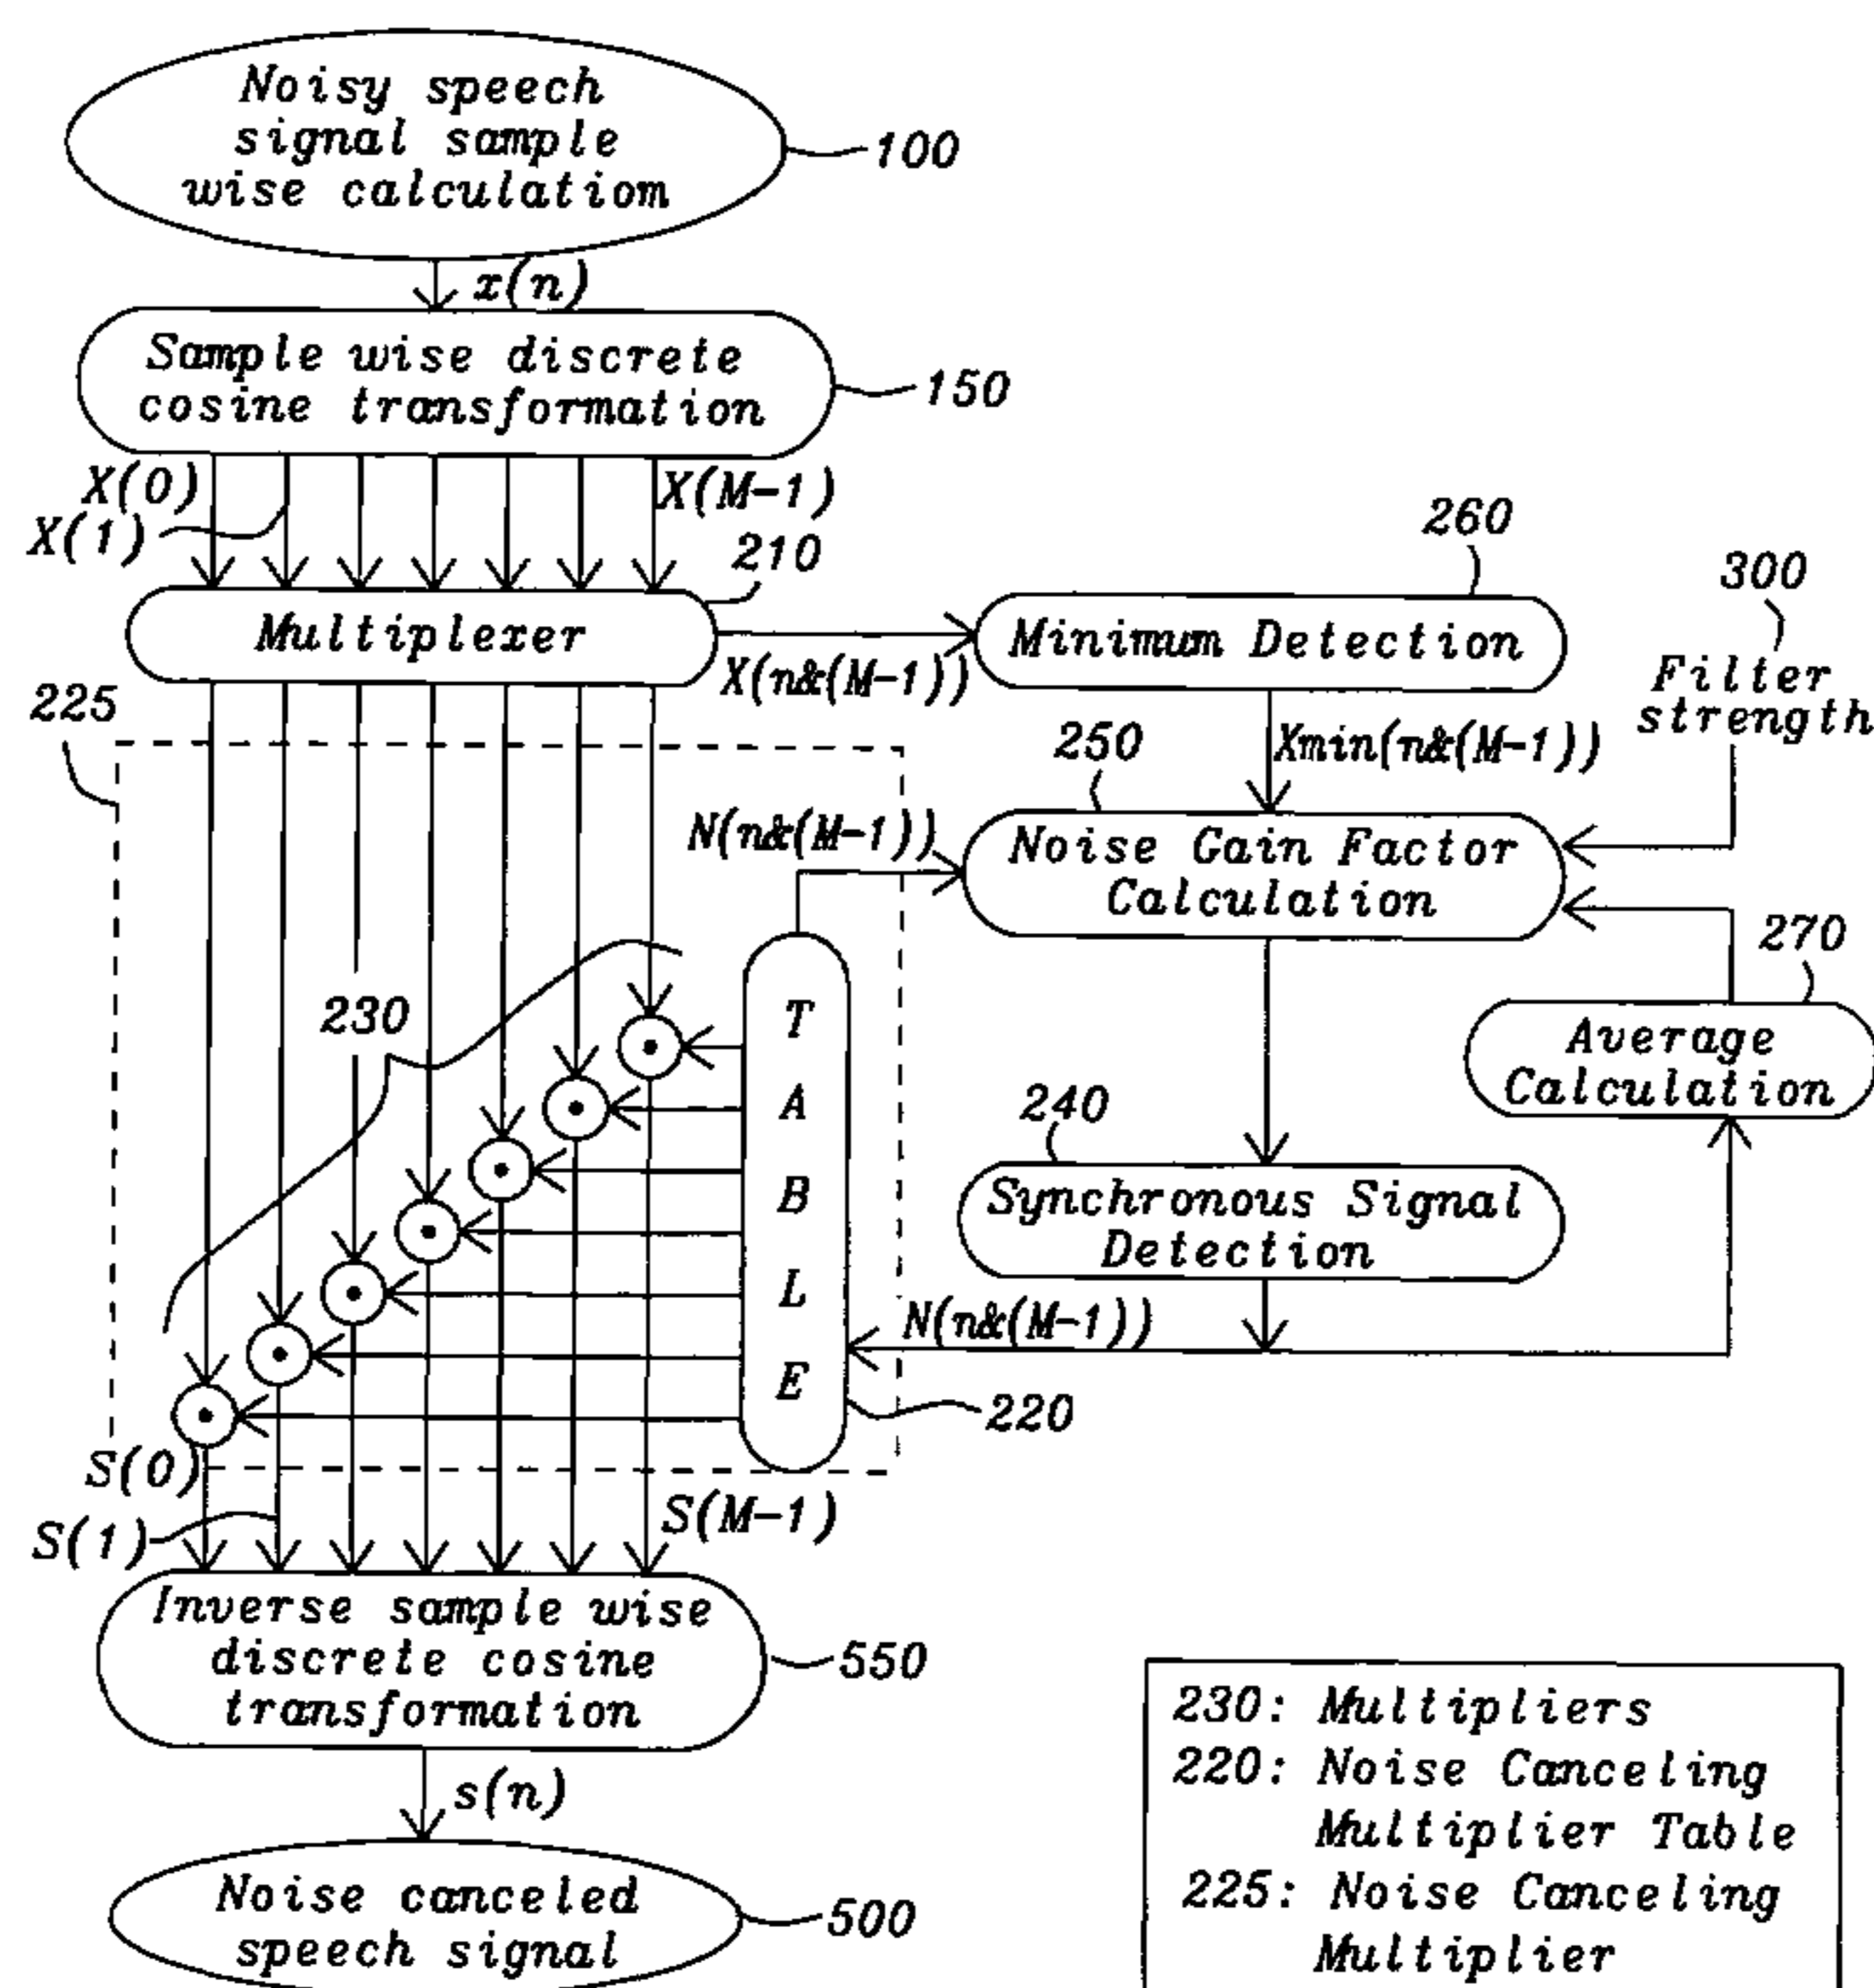 Noisy speech
signal sample
wise calculatiom
100
x(n)
Sample wise discrete
cosine transformation
150
X(0)
X(1)
X(M-1)
210
Multiplexer
X(n&(M-1))
260
Minimum Detection
300
Filter
strength
225
Xmin(n&(M-1))
250
N(n&(M-1))
Noise Gain Factor
Calculation
270
Average
Calculation
230
T
A
B
L
E
240
Synchronous Signal
Detection
N(n&(M-1))
220
S(0)
S(1)
S(M-1)
Inverse sample wise
discrete cosine
transformation
550
s(n)
Noise canceled
speech signal
500
230: Multipliers
220: Noise Canceling
Multiplier Table
225: Noise Canceling
Multiplier